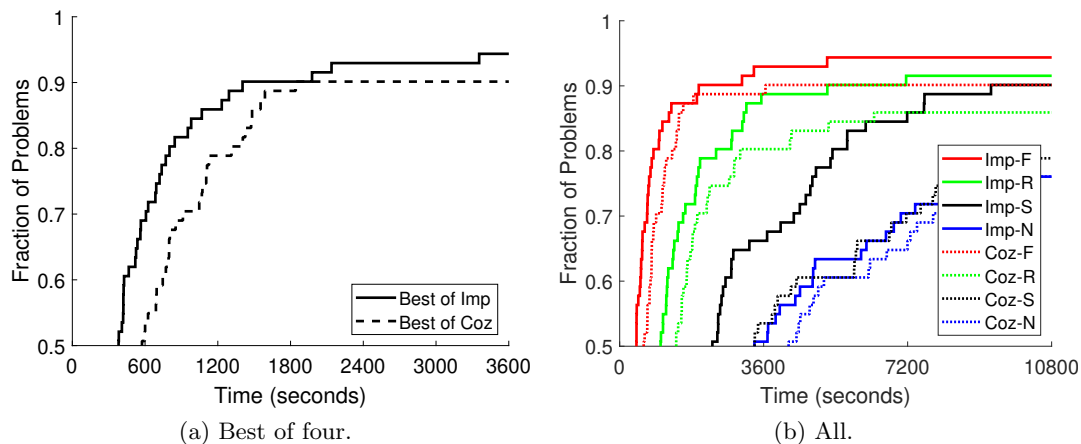 1
0.9
0.8
0.7
0.6
0.5
Fraction of Problems
0 600 1200 1800 2400 3000 3600
Time (seconds)
Best of Imp
Best of Coz
(a) Best of four.
1
0.9
0.8
0.7
0.6
0.5
Fraction of Problems
0 3600 7200 10800
Time (seconds)
Imp-F
Imp-R
Imp-S
Imp-N
Coz-F
Coz-R
Coz-S
Coz-N
(b) All.